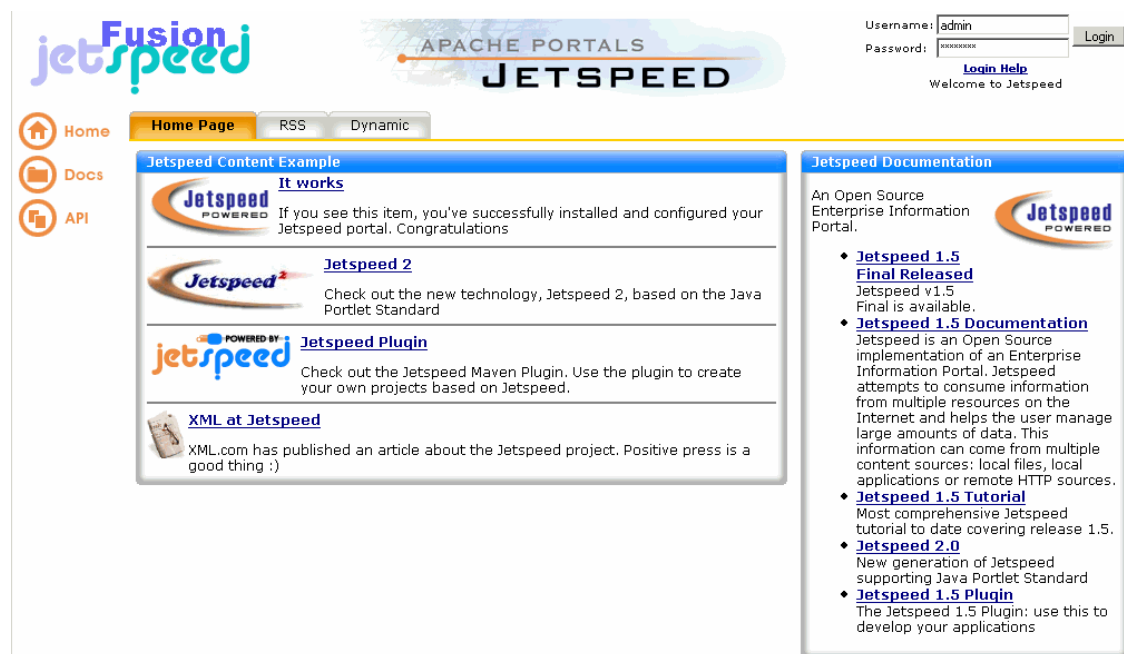 Fusion
jetspeed
APACHE PORTALS
JETSPEED
Username: admin
Password: ××××××××
Login
Login Help
Welcome to Jetspeed
Home
Docs
API
Home Page RSS Dynamic
Jetspeed Content Example
Jetspeed
POWERED
It works
If you see this item, you've successfully installed and configured your
Jetspeed portal. Congratulations
Jetspeed 2
Jetspeed 2
Check out the new technology, Jetspeed 2, based on the Java
Portlet Standard
POWERED BY
jetspeed
Jetspeed Plugin
Check out the Jetspeed Maven Plugin. Use the plugin to create
your own projects based on Jetspeed.
XML at Jetspeed
XML.com has published an article about the Jetspeed project. Positive press is a
good thing :)
Jetspeed Documentation
An Open Source
Enterprise Information
Portal.
Jetspeed
POWERED
Jetspeed 1.5
Final Released
Jetspeed v1.5
Final is available.
Jetspeed 1.5 Documentation
Jetspeed is an Open Source
implementation of an Enterprise
Information Portal. Jetspeed
attempts to consume information
from multiple resources on the
Internet and helps the user manage
large amounts of data. This
information can come from multiple
content sources: local files, local
applications or remote HTTP sources.
Jetspeed 1.5 Tutorial
Most comprehensive Jetspeed
tutorial to date covering release 1.5.
Jetspeed 2.0
New generation of Jetspeed
supporting Java Portlet Standard
Jetspeed 1.5 Plugin
The Jetspeed 1.5 Plugin: use this to
develop your applications